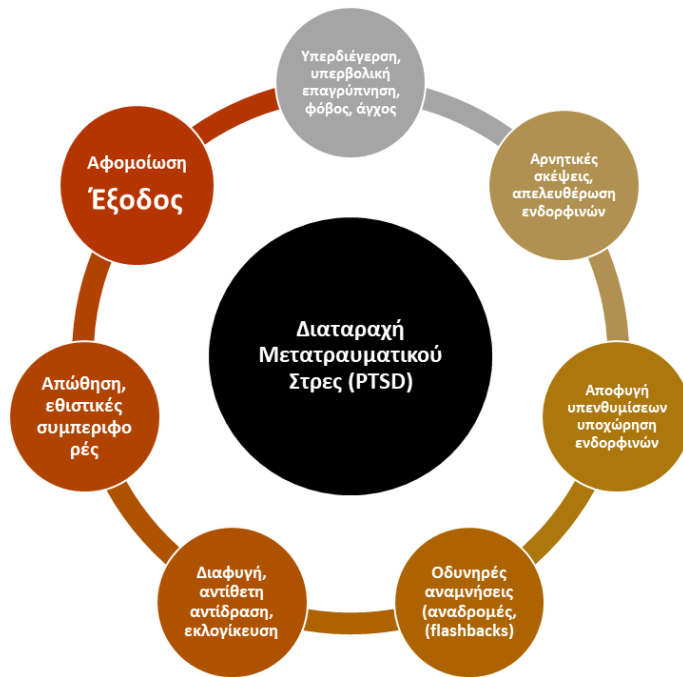 Υπερδιέγερση,
υπερβολική
επαγρύπνηση,
φόβος, άγχος
Αρνητικές
σκέψεις,
απελευθέρωση
ενδορφινών
Αποφυγή
υπενθυμίσεων
υποχώρηση
ενδορφινών
Οδυνηρές
αναμνήσεις
(αναδρομές,
(flashbacks)
Διαφυγή,
αντίθετη
αντίδραση,
εκλογίκευση
Απώθηση,
εθιστικές
συμπεριφο
ρές
Αφομοίωση
Έξοδος
Διαταραχή
Μετατραυματικού
Στρες (PTSD)